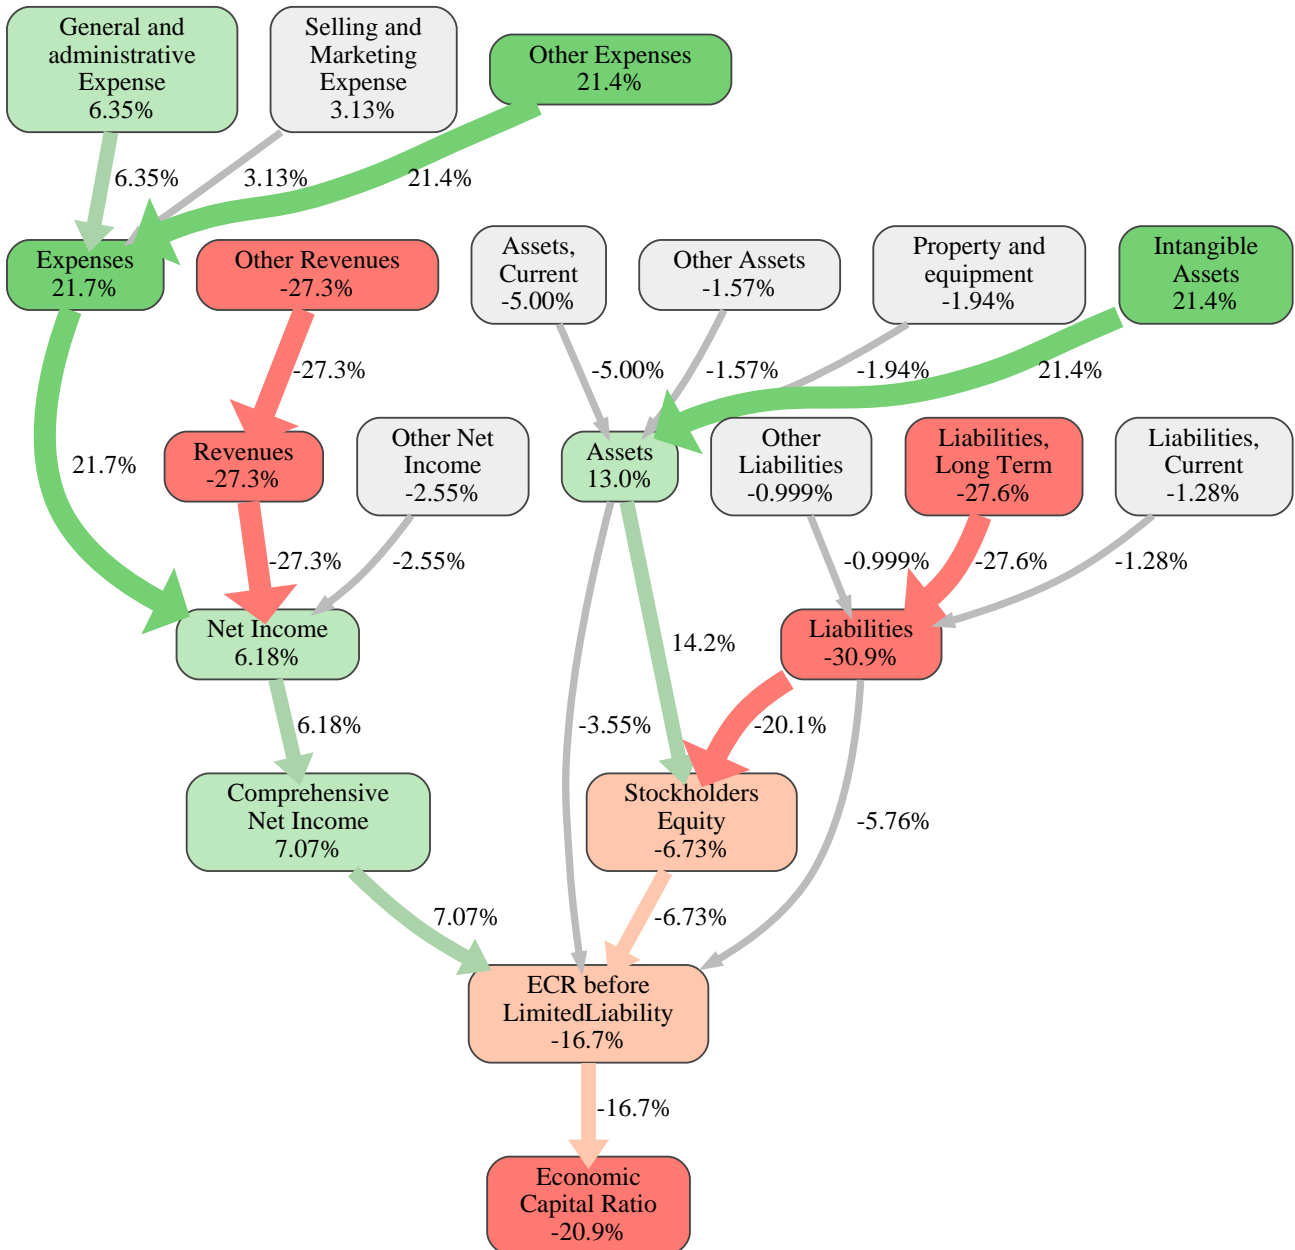 General and
administrative
Expense
6.35%
Selling and
Marketing
Expense
3.13%
Other Expenses
21.4%
6.35%
3.13%
21.4%
Expenses
21.7%
Other Revenues
-27.3%
Assets,
Current
-5.00%
Other Assets
-1.57%
Property and
equipment
-1.94%
Intangible
Assets
21.4%
-27.3%
-5.00%
-1.57%
-1.94%
21.4%
21.7%
Revenues
-27.3%
Other Net
Income
-2.55%
Assets
13.0%
Other
Liabilities
-0.999%
Liabilities,
Long Term
-27.6%
Liabilities,
Current
-1.28%
-27.3%
-2.55%
-0.999%
-27.6%
-1.28%
Net Income
6.18%
14.2%
Liabilities
-30.9%
6.18%
-3.55%
-20.1%
Comprehensive
Net Income
7.07%
Stockholders
Equity
-6.73%
-5.76%
7.07%
-6.73%
ECR before
LimitedLiability
-16.7%
-16.7%
Economic
Capital Ratio
-20.9%